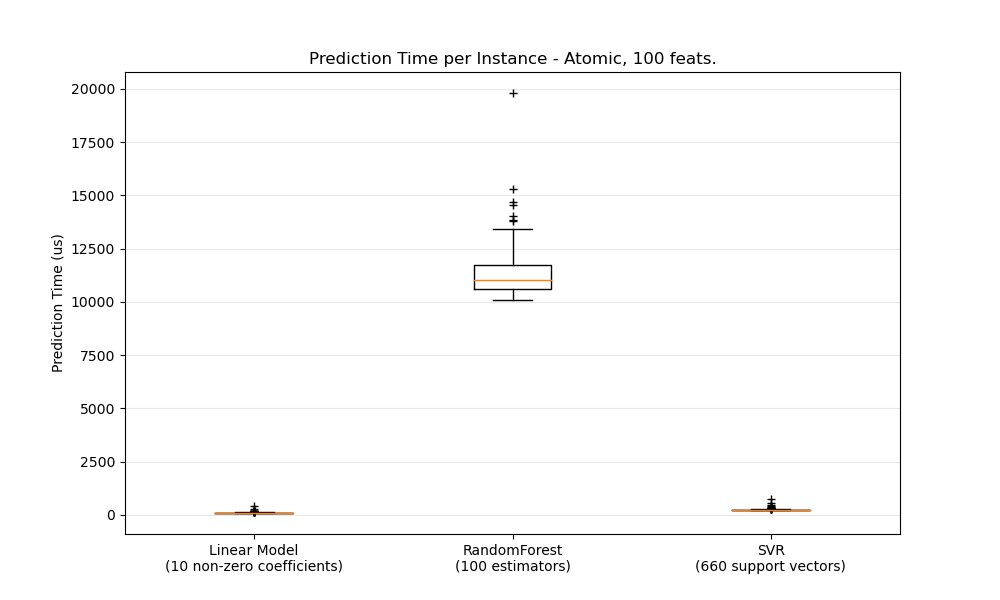 Prediction Time per Instance - Atomic, 100 feats.
Prediction Time (us)
20000
17500
15000
12500
10000
7500
5000
2500
0
Linear Model
(10 non-zero coefficients)
RandomForest
(100 estimators)
SVR
(660 support vectors)